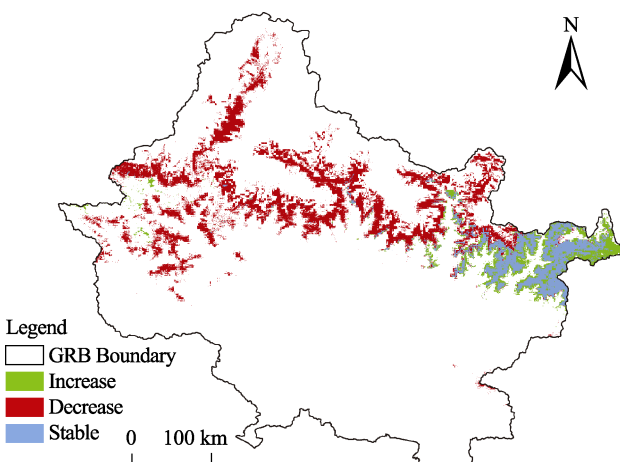 N
Legend
GRB Boundary
Increase
Decrease
Stable
0 100 km